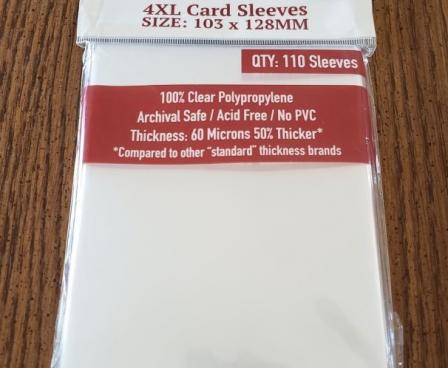 4XL Card Sleeves
SIZE: 103 x 128MM
QTY: 110 Sleeves
100% Clear Polypropylene
Archival Safe / Acid Free / No PVC
Thickness: 60 Microns 50% Thicker*
*Compared to other "standard" thickness brands